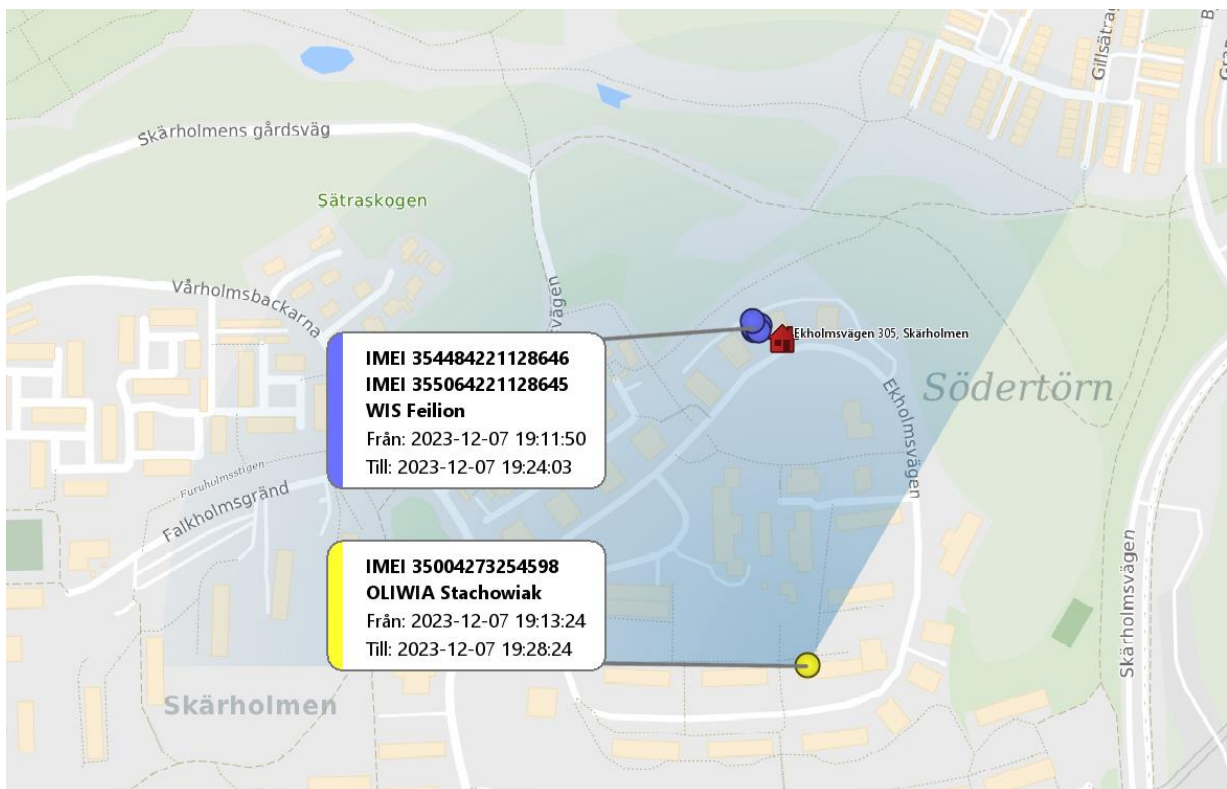 Gillsätra
Skärholmens gårdsväg
Sätraskogen
Vårholmsbackarna
vägen
Ekholmsvägen 305, Skärholmen
IMEI 354484221128646
IMEI 355064221128645
WIS Feilion
Från: 2023-12-07 19:11:50
Till: 2023-12-07 19:24:03
Södertörn
Ekholmsvägen
Furuholmsstigen
Falkholmsgränd
IMEI 35004273254598
OLIWIA Stachowiak
Från: 2023-12-07 19:13:24
Till: 2023-12-07 19:28:24
Skärholmsvägen
Skärholmen